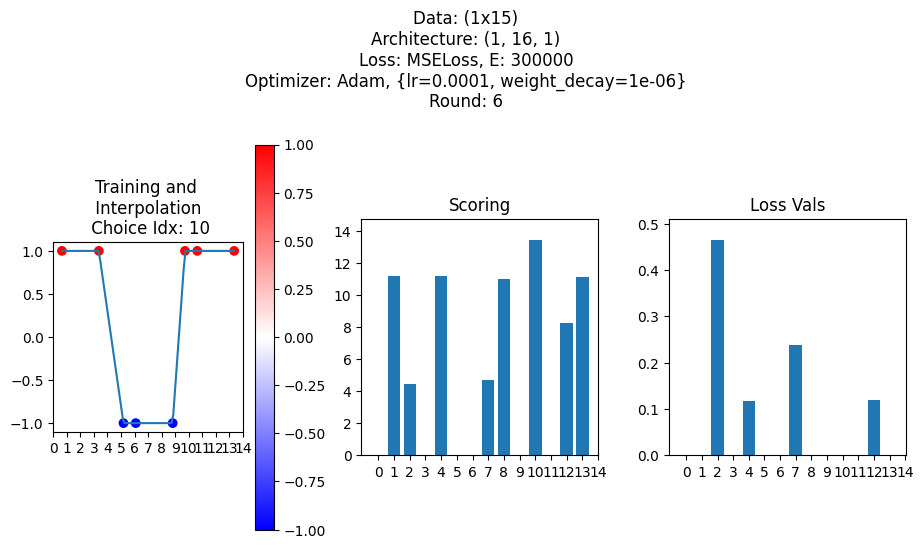 Data: (1x15)
Architecture: (1, 16, 1)
Loss: MSELoss, E: 300000
Optimizer: Adam, {lr=0.0001, weight_decay=1e-06}
Round: 6
Training and
Interpolation
Choice Idx: 10
1.0
0.5
0.0
−0.5
−1.0
0 1 2 3 4 5 6 7 8 9 10 11 12 13 14
1.00
0.75
0.50
0.25
0.00
−0.25
−0.50
−0.75
−1.00
Scoring
14
12
10
8
6
4
2
0
0 1 2 3 4 5 6 7 8 9 10 11 12 13 14
Loss Vals
0.5
0.4
0.3
0.2
0.1
0.0
0 1 2 3 4 5 6 7 8 9 10 11 12 13 14